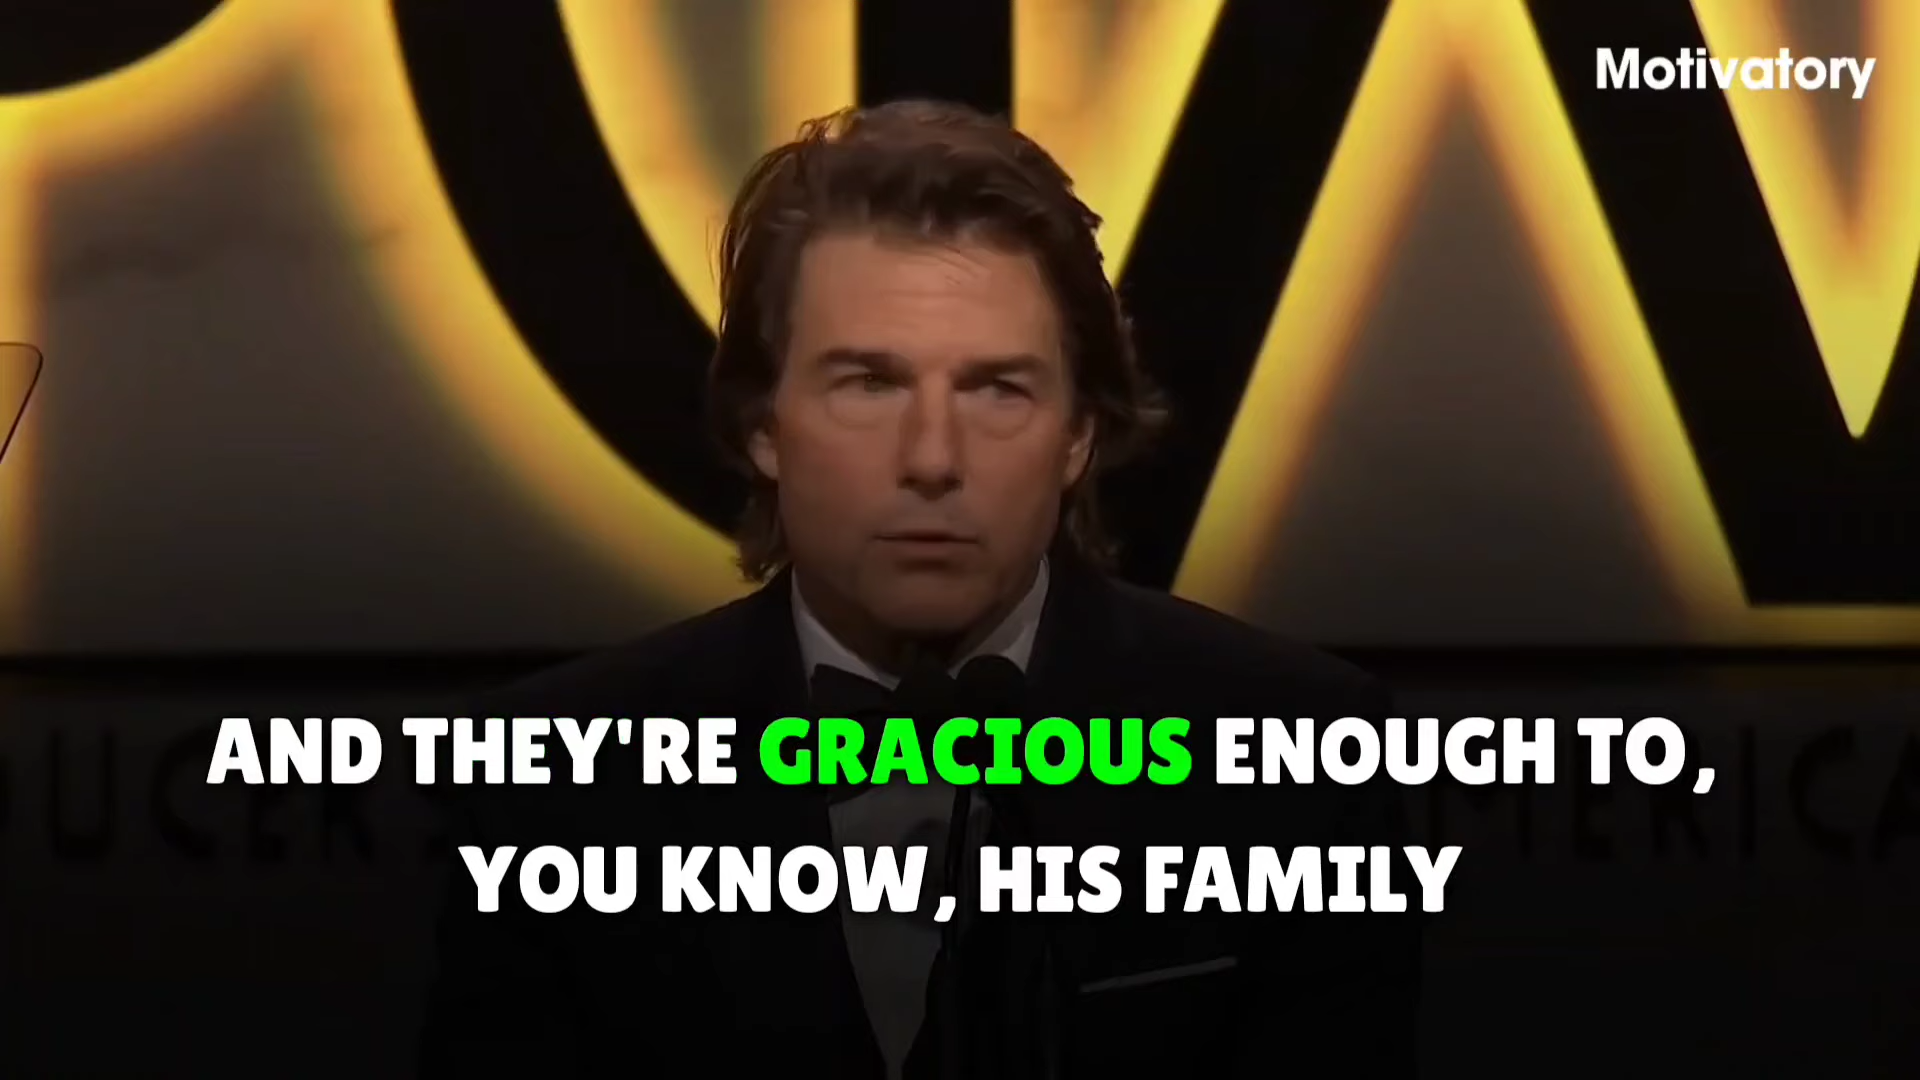 Motivatory
AND THEY'RE GRACIOUS ENOUGH TO,
YOU KNOW, HIS FAMILY